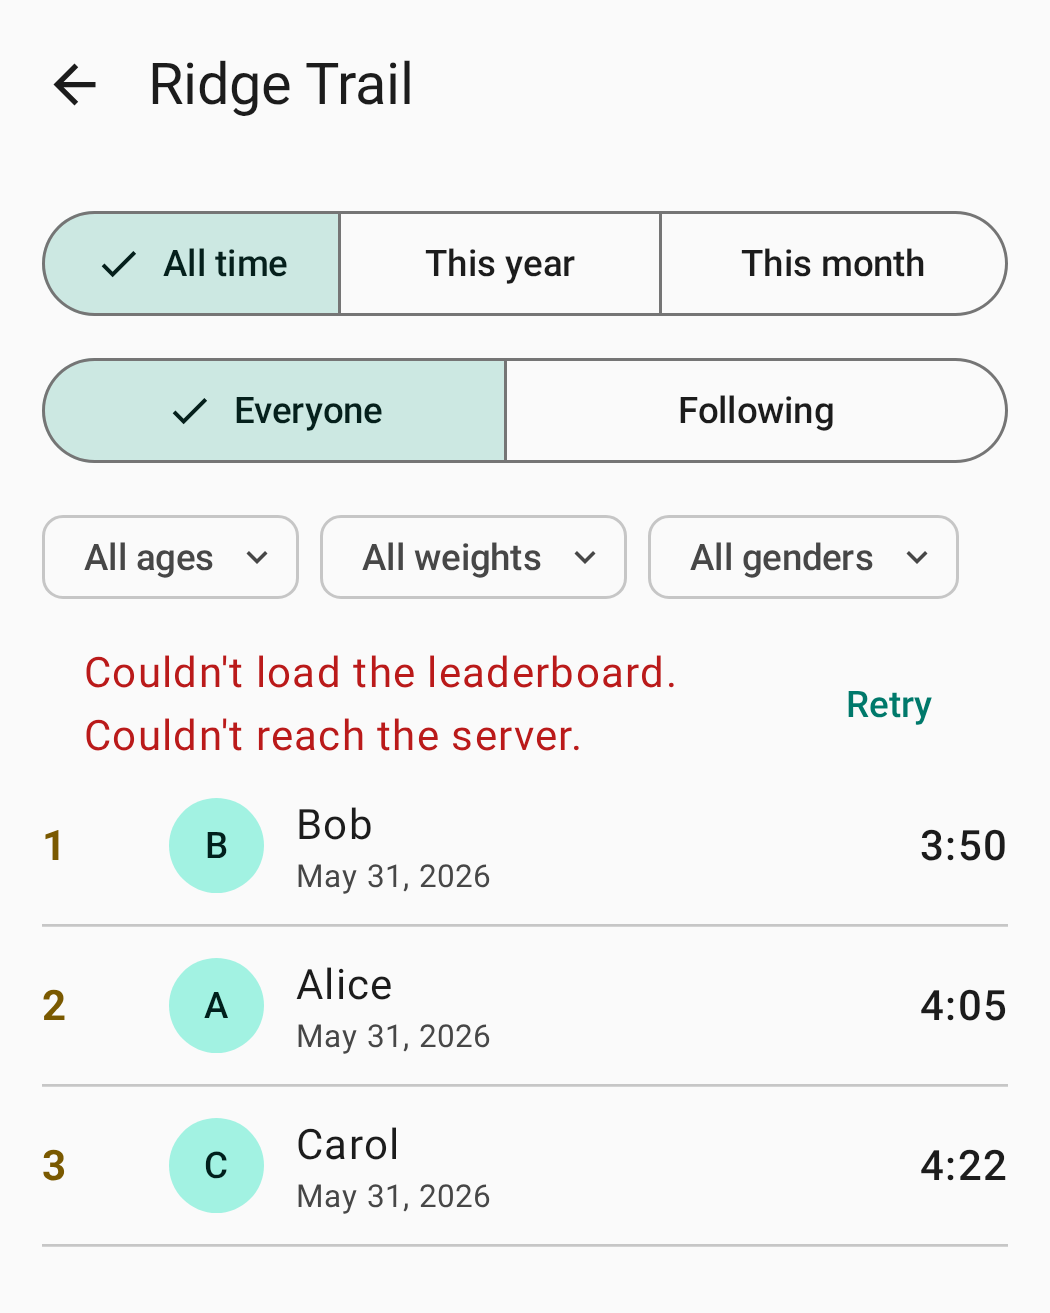 Ridge Trail
All time
This year
This month
Everyone
Following
All ages
All weights
All genders
Couldn't load the leaderboard.
Couldn't reach the server.
Retry
1
B
Bob
May 31, 2026
3:50
2
A
Alice
May 31, 2026
4:05
3
C
Carol
May 31, 2026
4:22